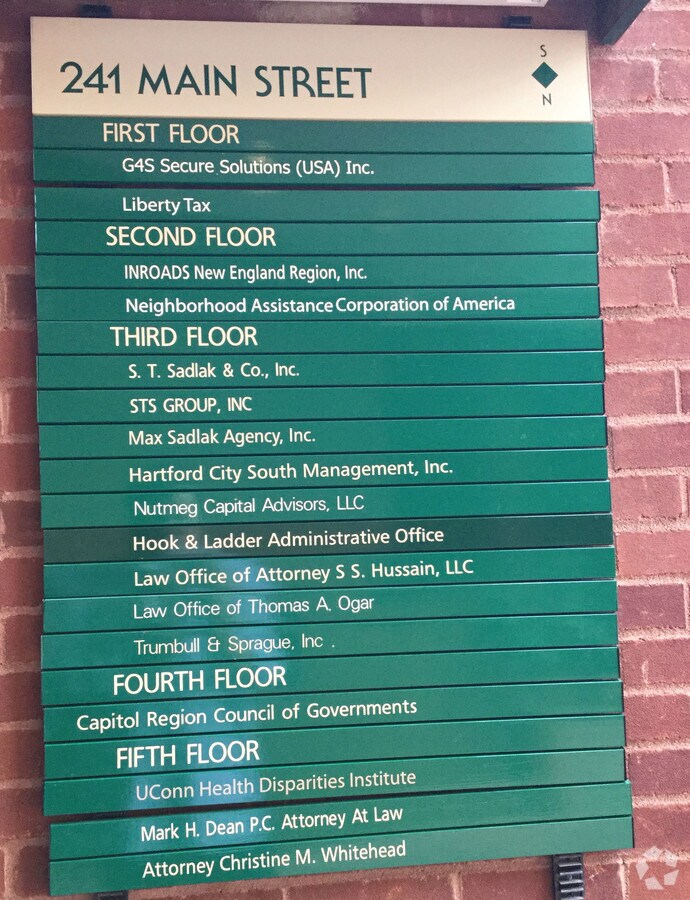 S
241 MAIN STREET
N
FIRST FLOOR
G4S Secure Solutions (USA) Inc.
Liberty Tax
SECOND FLOOR
INROADS New England Region, Inc.
Neighborhood Assistance Corporation of America
THIRD FLOOR
S. T. Sadlak & Co., Inc.
STS GROUP, INC
Max Sadlak Agency, Inc.
Hartford City South Management, Inc.
Nutmeg Capital Advisors, LLC
Hook & Ladder Administrative Office
Law Office of Attorney S S. Hussain, LLC
Law Office of Thomas A. Ogar
Trumbull & Sprague, Inc .
FOURTH FLOOR
Capitol Region Council of Governments
FIFTH FLOOR
UConn Health Disparities Institute
Mark H. Dean P.C. Attorney At Law
Attorney Christine M. Whitehead